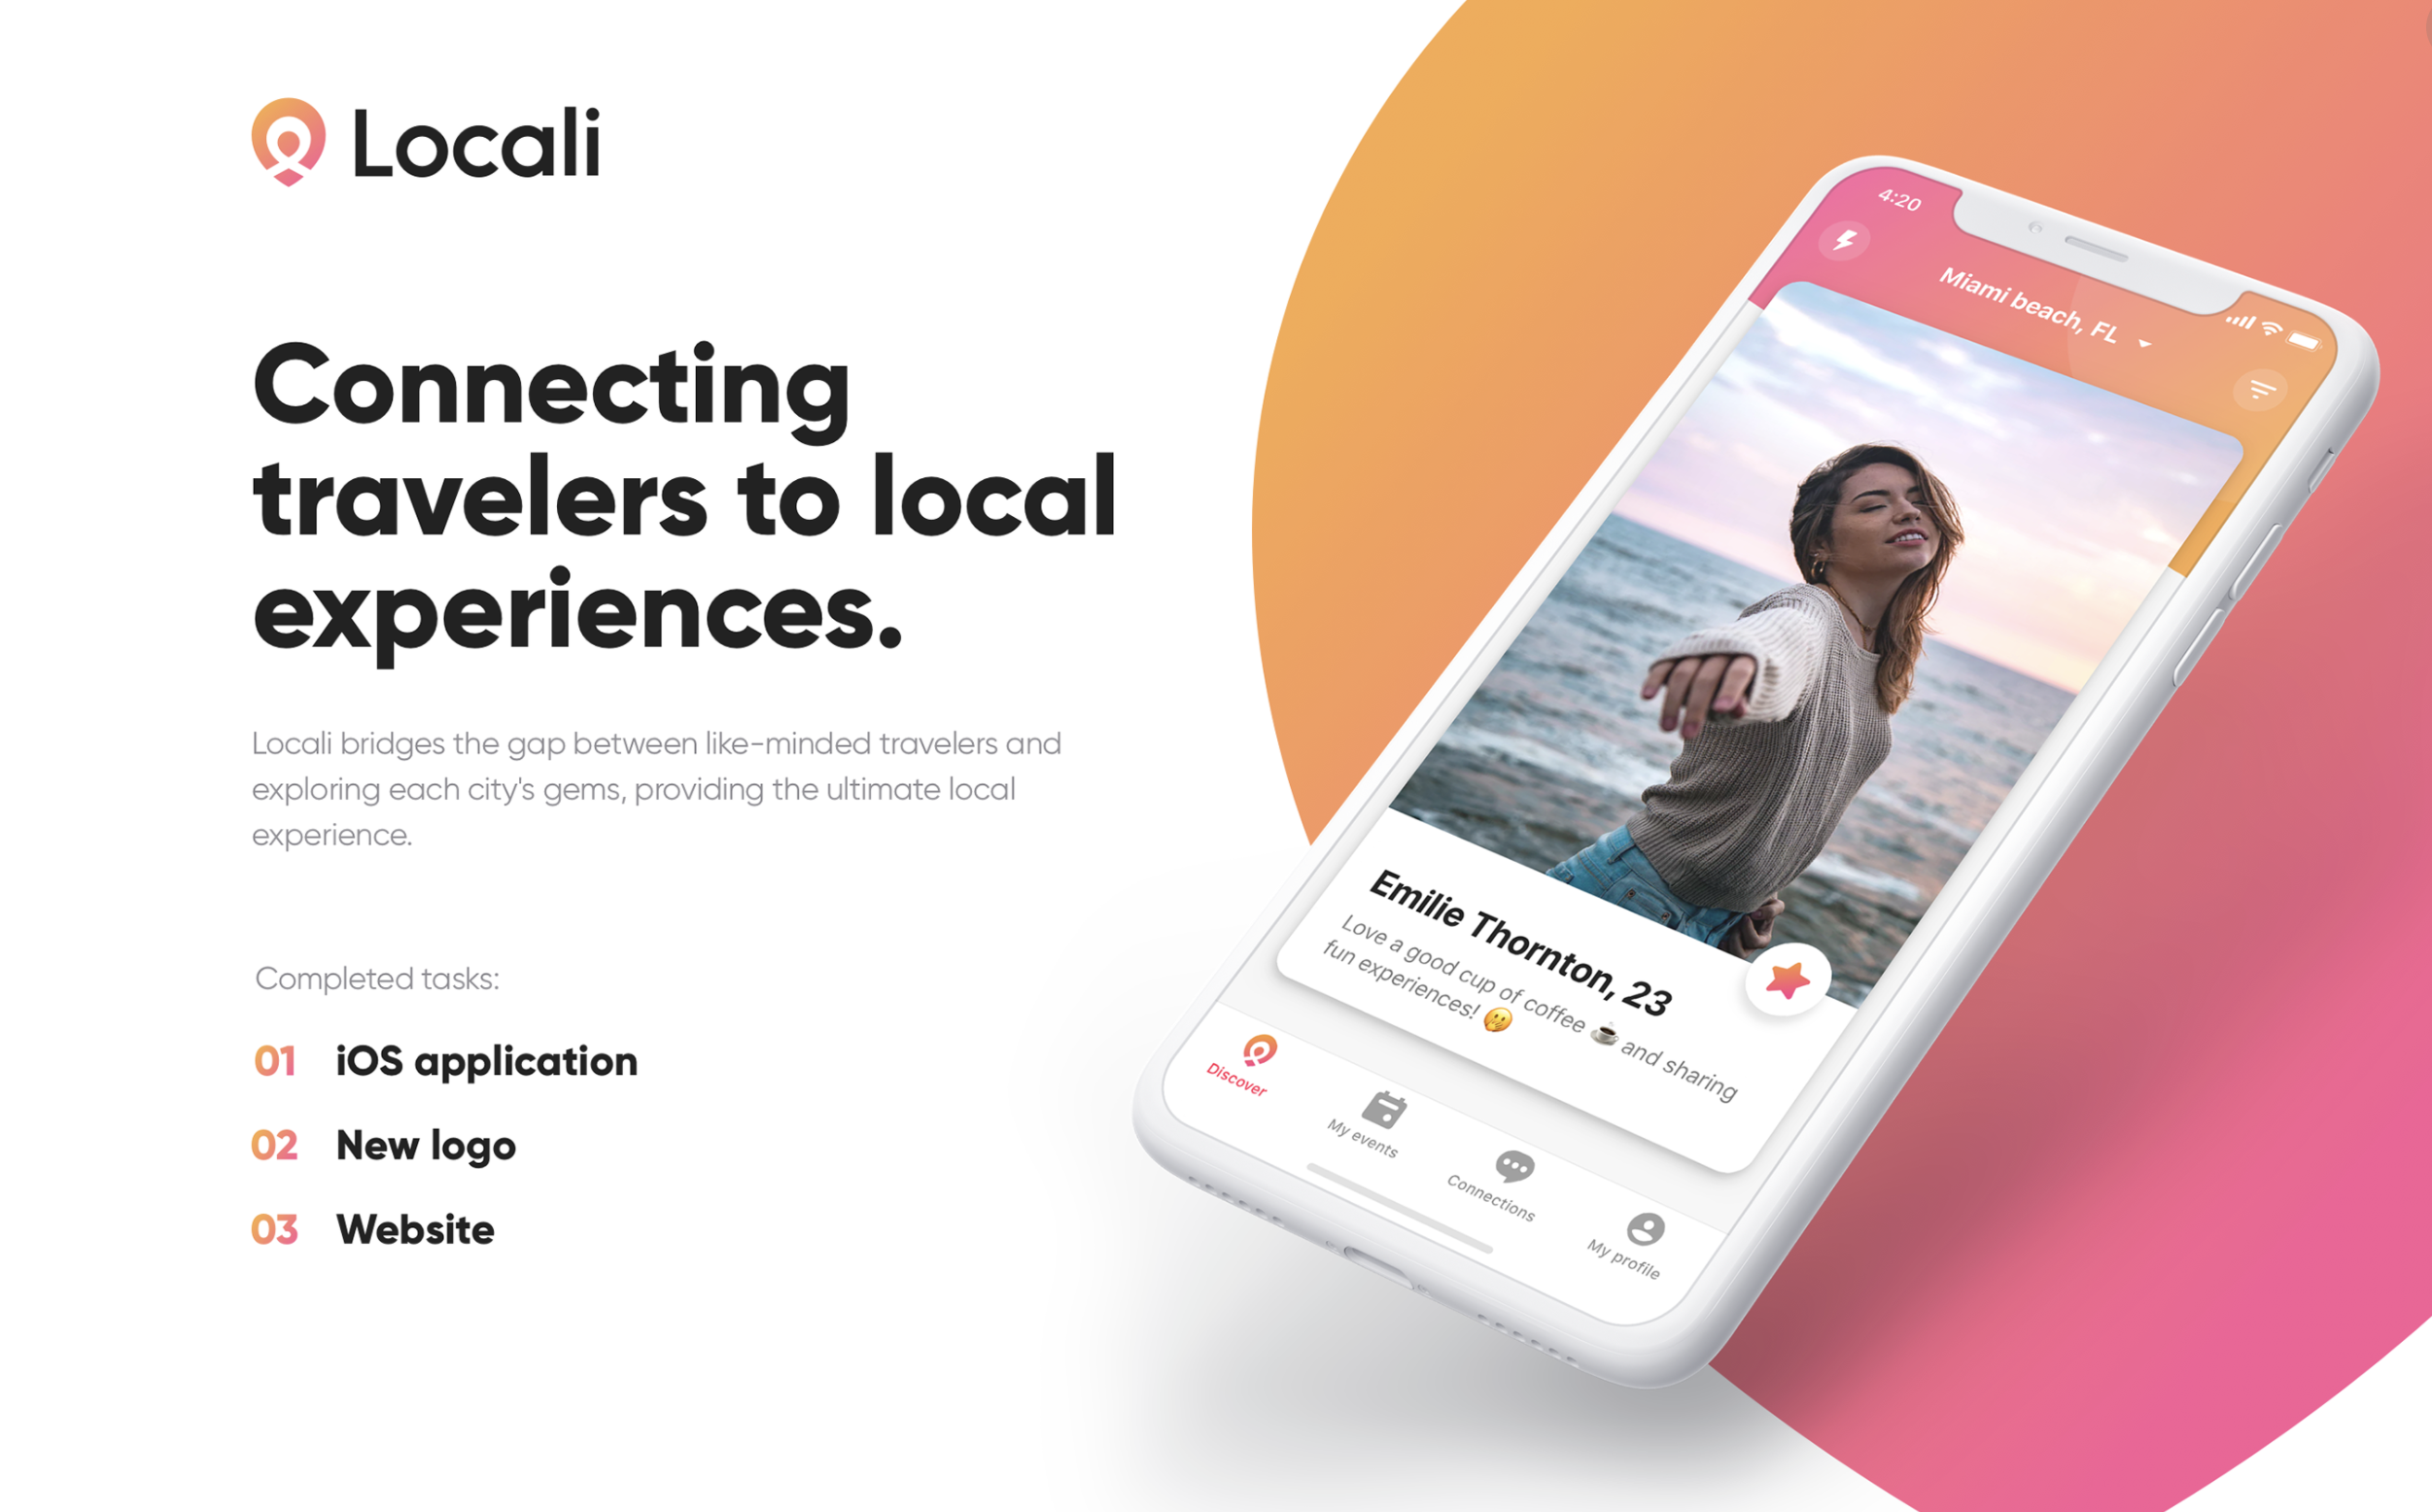 Locali
Connecting
travelers to local
experiences.
Locali bridges the gap between like-minded travelers and
exploring each city's gems, providing the ultimate local
experience.
Completed tasks:
01 iOS application
02 New logo
03 Website
4:20
Miami beach, FL
Emilie Thornton, 23
Love a good cup of coffee ☕ and sharing
fun experiences! 🤭
Discover
My events
Connections
My profile